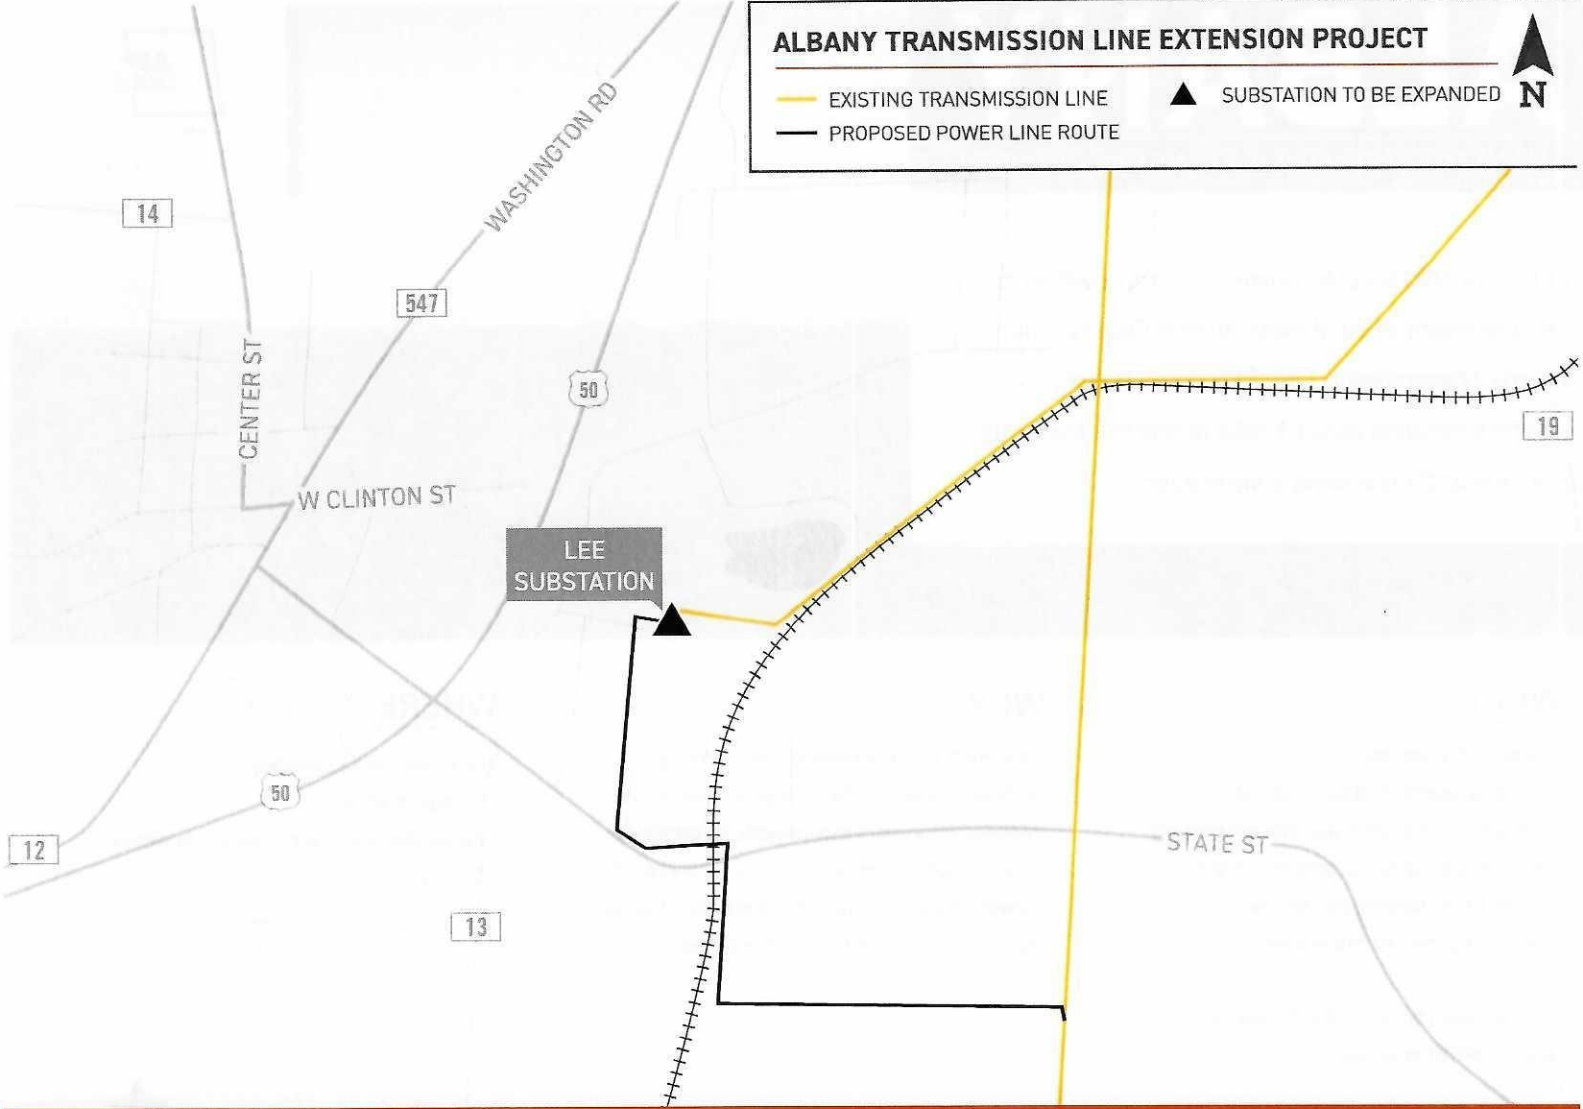 ALBANY TRANSMISSION LINE EXTENSION PROJECT
EXISTING TRANSMISSION LINE
SUBSTATION TO BE EXPANDED
PROPOSED POWER LINE ROUTE
N
WASHINGTON RD
14
547
CENTER ST
50
19
W CLINTON ST
LEE
SUBSTATION
50
12
STATE ST
13